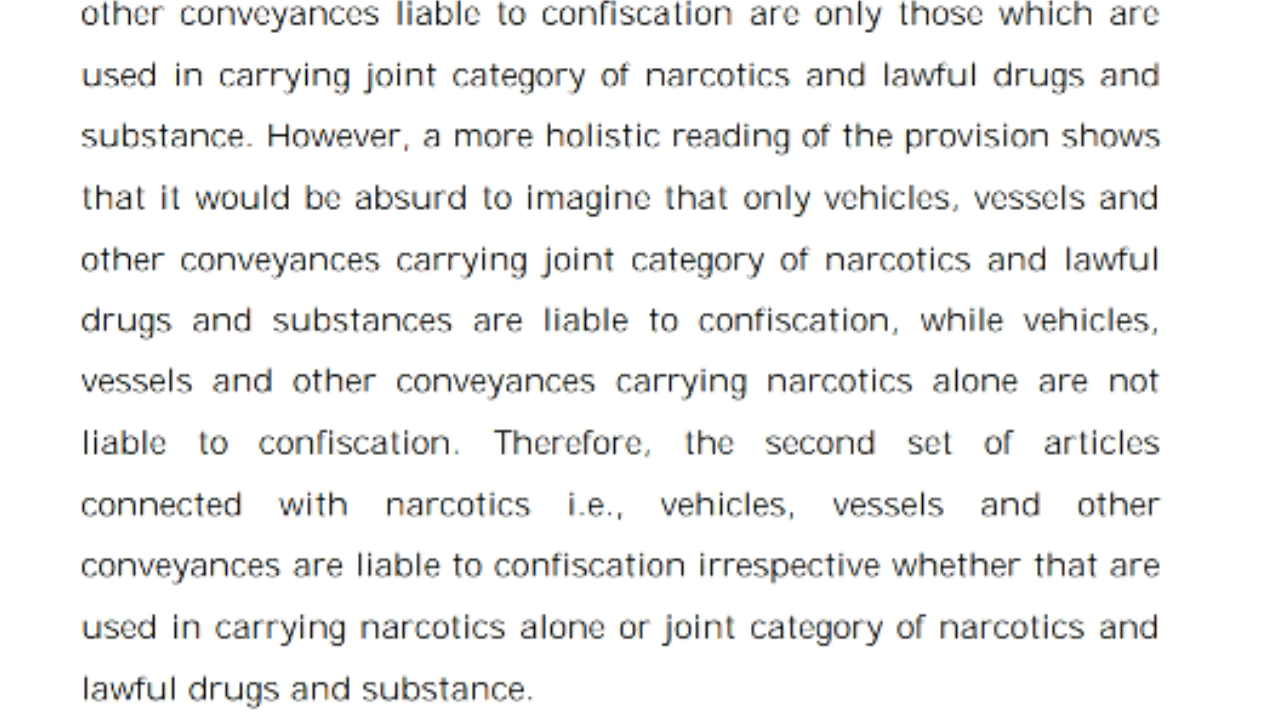 other conveyances liable to confiscation are only those which are
used in carrying joint category of narcotics and lawful drugs and
substance. However, a more holistic reading of the provision shows
that it would be absurd to imagine that only vehicles, vessels and
other conveyances carrying joint category of narcotics and lawful
drugs and substances are liable to confiscation, while vehicles,
vessels and other conveyances carrying narcotics alone are not
liable to confiscation. Therefore, the second set of articles
connected with narcotics i.e., vehicles, vessels and other
conveyances are liable to confiscation irrespective whether that are
used in carrying narcotics alone or joint category of narcotics and
lawful drugs and substance.